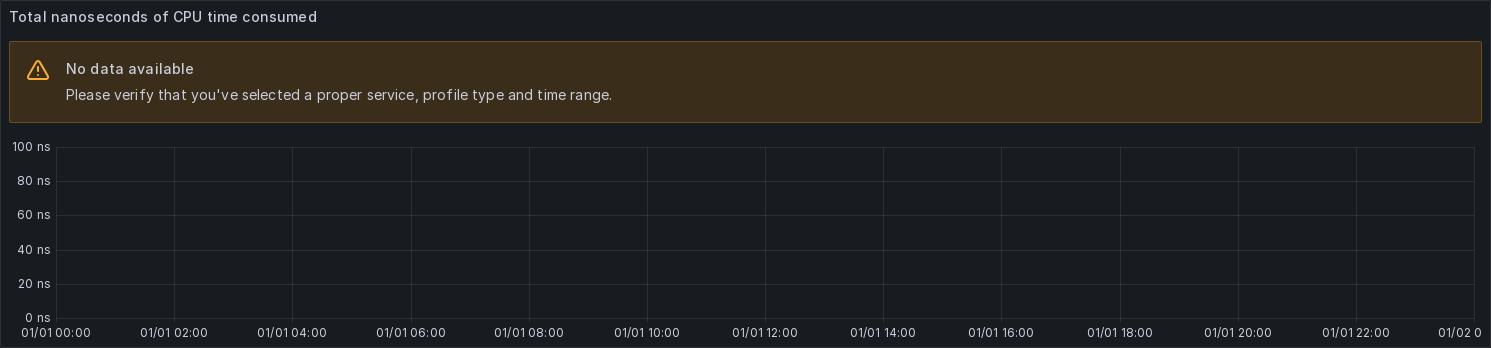 Total nanoseconds of CPU time consumed
No data available
Please verify that you've selected a proper service, profile type and time range.
100 ns
80 ns
60 ns
40 ns
20 ns
0 ns
01/01 00:00 01/01 02:00 01/01 04:00 01/01 06:00 01/01 08:00 01/01 10:00 01/01 12:00 01/01 14:00 01/01 16:00 01/01 18:00 01/01 20:00 01/01 22:00 01/02 0